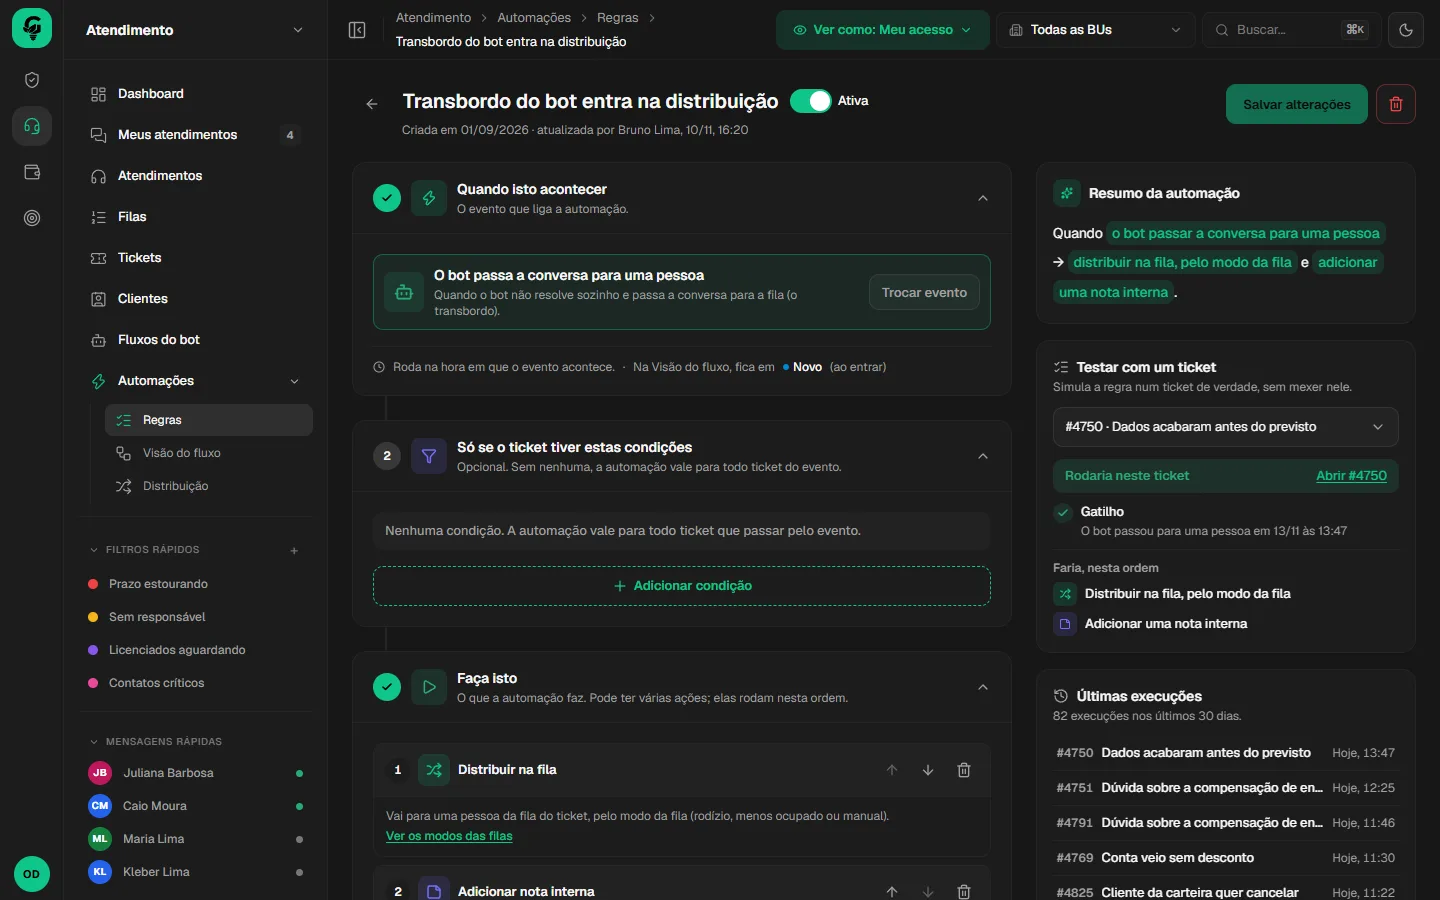 Atendimento
Dashboard
Meus atendimentos 4
Atendimentos
Filas
Tickets
Clientes
Fluxos do bot
Automações
Regras
Visão do fluxo
Distribuição
FILTROS RÁPIDOS +
Prazo estourando
Sem responsável
Licenciados aguardando
Contatos críticos
MENSAGENS RÁPIDAS
JB Juliana Barbosa
CM Caio Moura
ML Maria Lima
KL Kleber Lima
OD
Atendimento > Automações > Regras >
Transbordo do bot entra na distribuição
Ver como: Meu acesso
Todas as BUs
Buscar... ⌘K
Transbordo do bot entra na distribuição Ativa
Criada em 01/09/2026 · atualizada por Bruno Lima, 10/11, 16:20
Salvar alterações
Quando isto acontecer
O evento que liga a automação.
O bot passa a conversa para uma pessoa
Quando o bot não resolve sozinho e passa a conversa para a fila (o
transbordo).
Trocar evento
Roda na hora em que o evento acontece. · Na Visão do fluxo, fica em Novo (ao entrar)
2
Só se o ticket tiver estas condições
Opcional. Sem nenhuma, a automação vale para todo ticket do evento.
Nenhuma condição. A automação vale para todo ticket que passar pelo evento.
+ Adicionar condição
Faça isto
O que a automação faz. Pode ter várias ações; elas rodam nesta ordem.
1 Distribuir na fila
Vai para uma pessoa da fila do ticket, pelo modo da fila (rodízio, menos ocupado ou manual).
Ver os modos das filas
2 Adicionar nota interna
Resumo da automação
Quando o bot passar a conversa para uma pessoa
→ distribuir na fila, pelo modo da fila e adicionar
uma nota interna .
Testar com um ticket
Simula a regra num ticket de verdade, sem mexer nele.
#4750 · Dados acabaram antes do previsto
Rodaria neste ticket Abrir #4750
Gatilho
O bot passou para uma pessoa em 13/11 às 13:47
Faria, nesta ordem
Distribuir na fila, pelo modo da fila
Adicionar uma nota interna
Últimas execuções
82 execuções nos últimos 30 dias.
#4750 Dados acabaram antes do previsto Hoje, 13:47
#4751 Dúvida sobre a compensação de en... Hoje, 12:25
#4791 Dúvida sobre a compensação de en... Hoje, 11:46
#4769 Conta veio sem desconto Hoje, 11:30
#4825 Cliente da carteira quer cancelar Hoje, 11:22